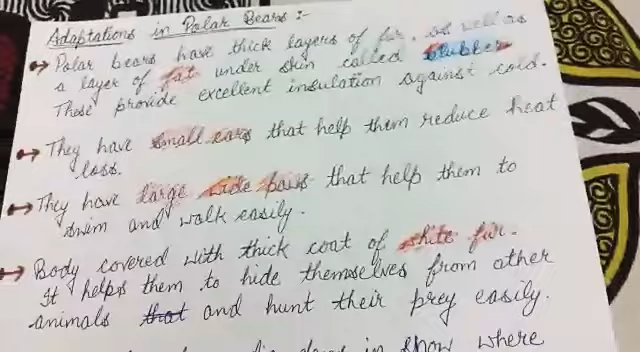 Adaptations in Polar Bears :-
Polar bears have thick layers of fur, as well as
a layer of fat under skin called blubber
These provide excellent insulation against cold.
They have small ears that help them reduce heat
loss.
They have large wide paws that help them to
swim and walk easily.
Body covered with thick coat of white fur.
It helps them to hide themselves from other
animals that and hunt their prey easily.
in snow where